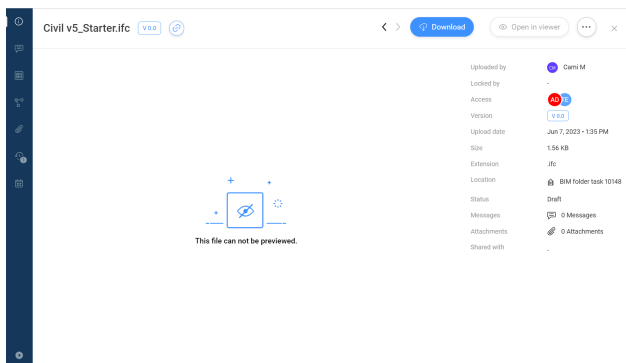 Civil v5_Starter.ifc V 0.0 Download Open in viewer
Uploaded by Cami M
Locked by -
Access AD TE
Version V 0.0
Upload date Jun 7, 2023 • 1:35 PM
Size 1.56 KB
Extension .ifc
Location BIM folder task 10148
Status Draft
Messages 0 Messages
Attachments 0 Attachments
Shared with -
This file can not be previewed.